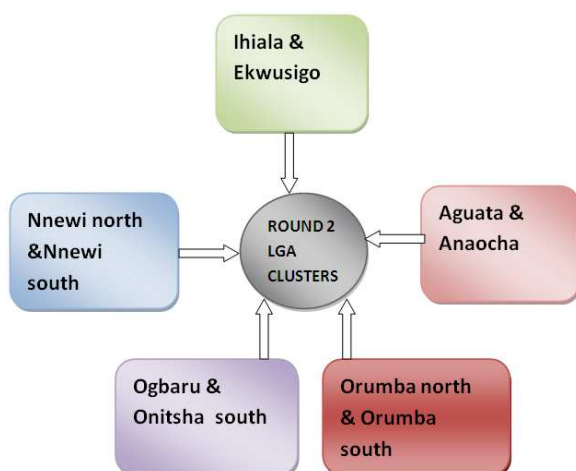 Ihiala &
Ekwusigo
Nnewi north
&Nnewi
south
ROUND 2
LGA
CLUSTERS
Aguata &
Anaocha
Ogbaru &
Onitsha south
Orumba north
& Orumba
south